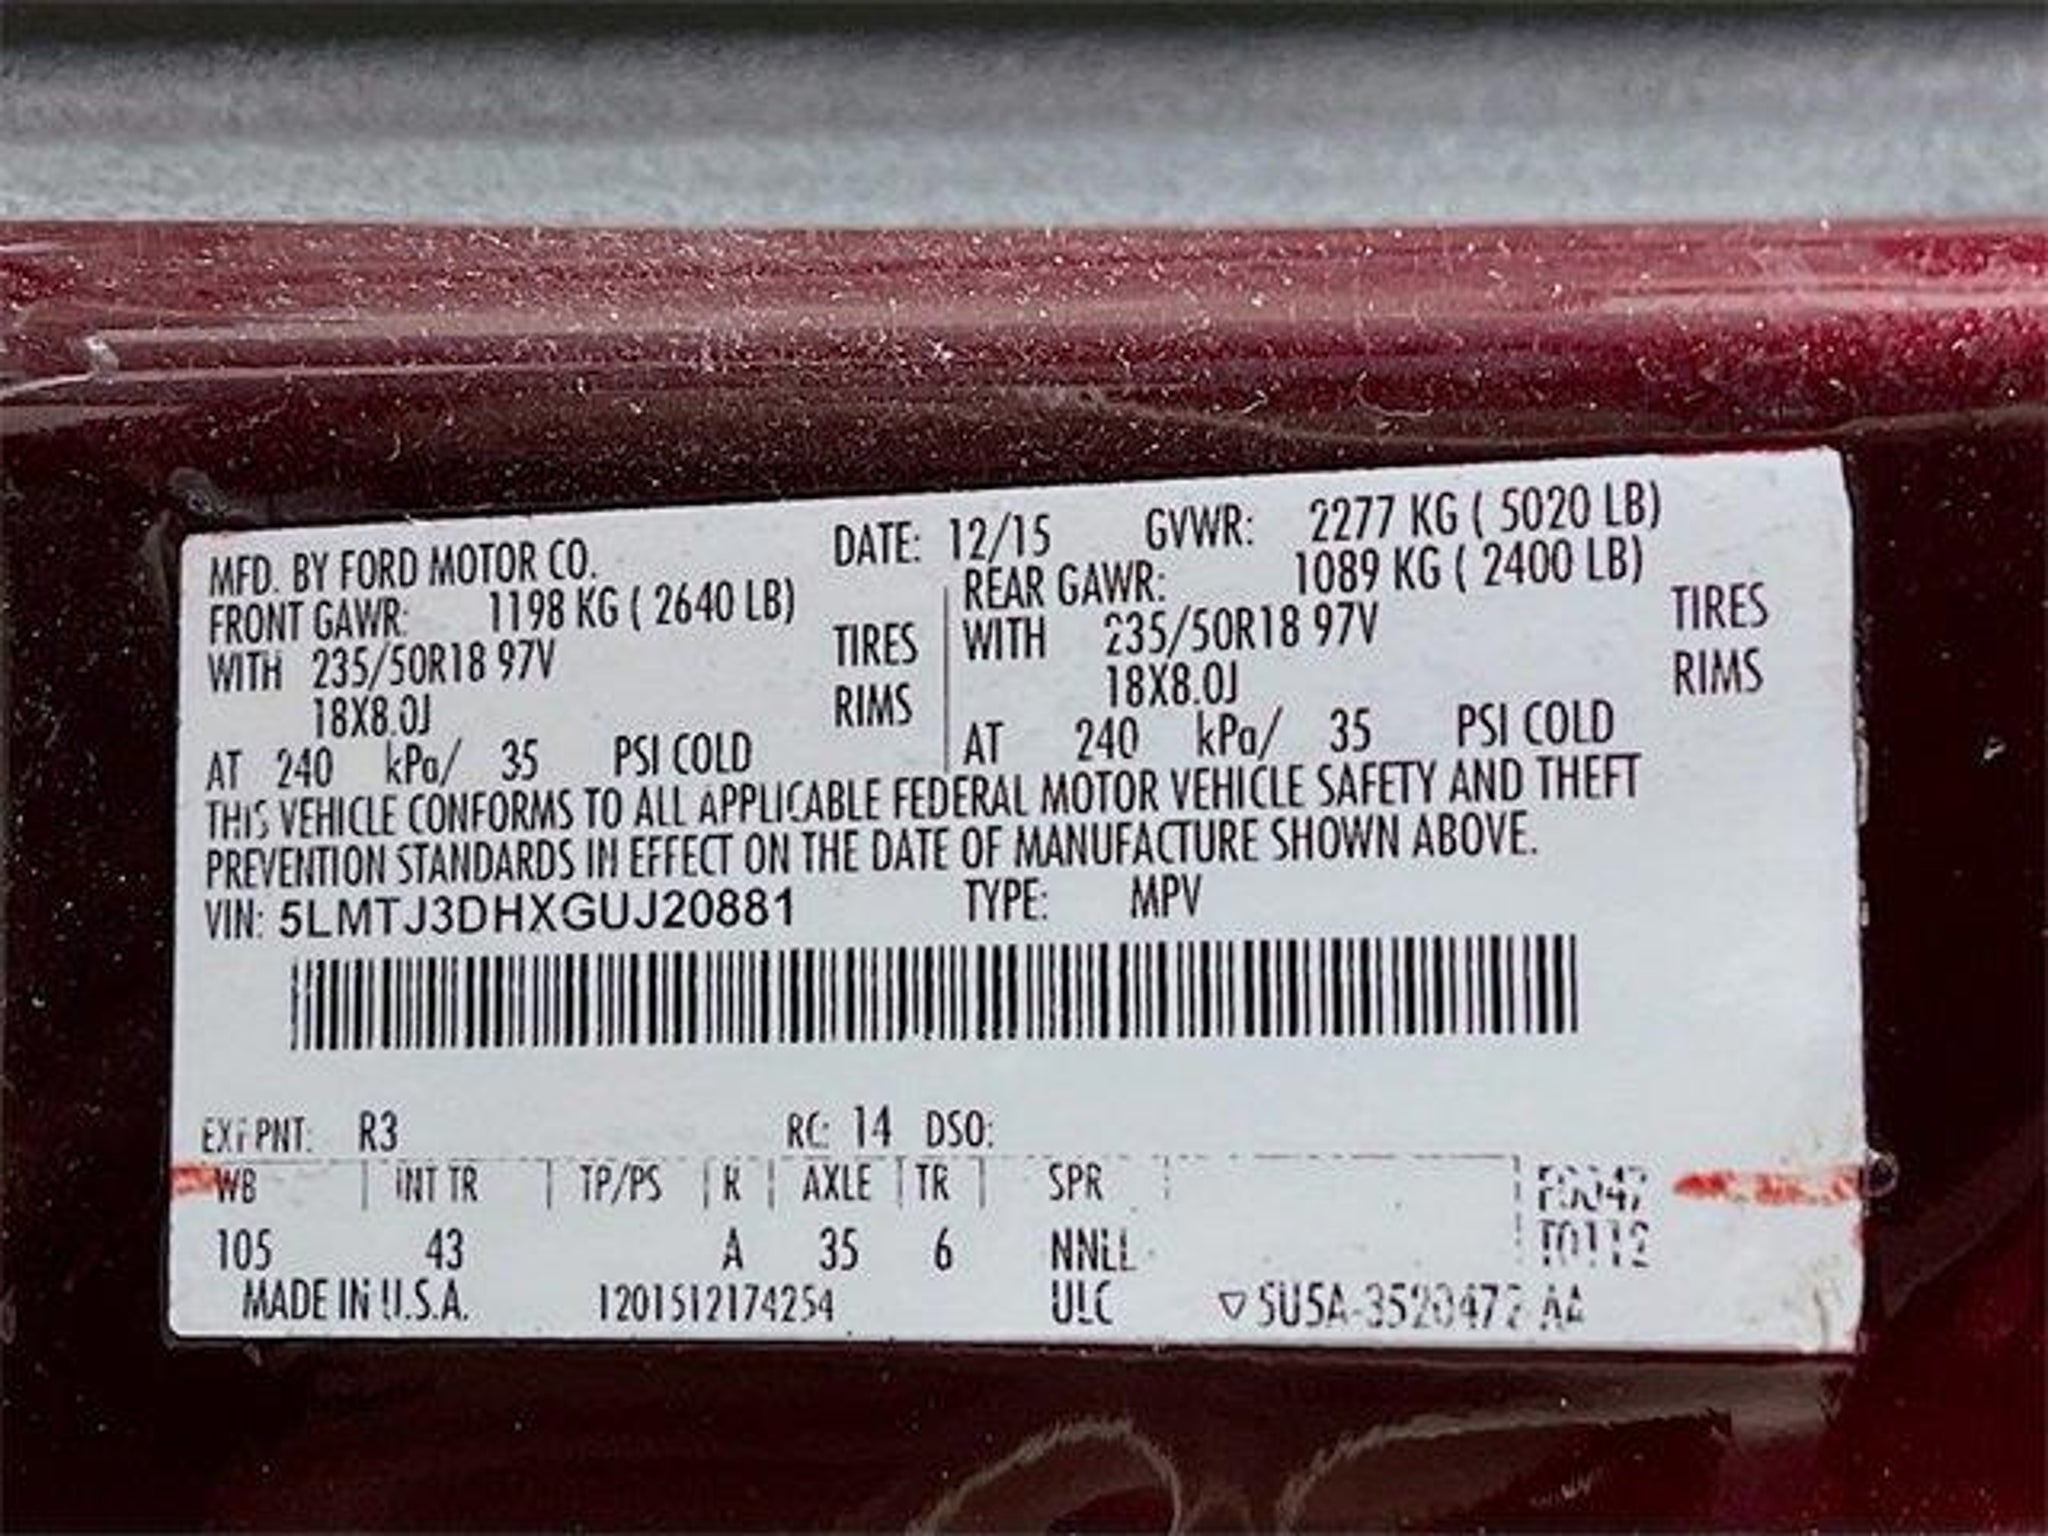 MFD. BY FORD MOTOR CO. DATE: 12/15 GVWR: 2277 KG ( 5020 LB)
FRONT GAWR: 1198 KG ( 2640 LB) REAR GAWR: 1089 KG ( 2400 LB)
WITH 235/50R18 97V TIRES WITH 235/50R18 97V TIRES
18X8.0J RIMS 18X8.0J RIMS
AT 240 kPa/ 35 PSI COLD AT 240 kPa/ 35 PSI COLD
THIS VEHICLE CONFORMS TO ALL APPLICABLE FEDERAL MOTOR VEHICLE SAFETY AND THEFT
PREVENTION STANDARDS IN EFFECT ON THE DATE OF MANUFACTURE SHOWN ABOVE.
VIN: 5LMTJ3DHXGUJ20881 TYPE: MPV
EXT PNT: R3 RC: 14 DSO:
WB INT TR TP/PS R AXLE TR SPR
105 43 A 35 6 NNLL T0112
MADE IN U.S.A. 1201512174254 ULC ▽5U5A-3520472-AA